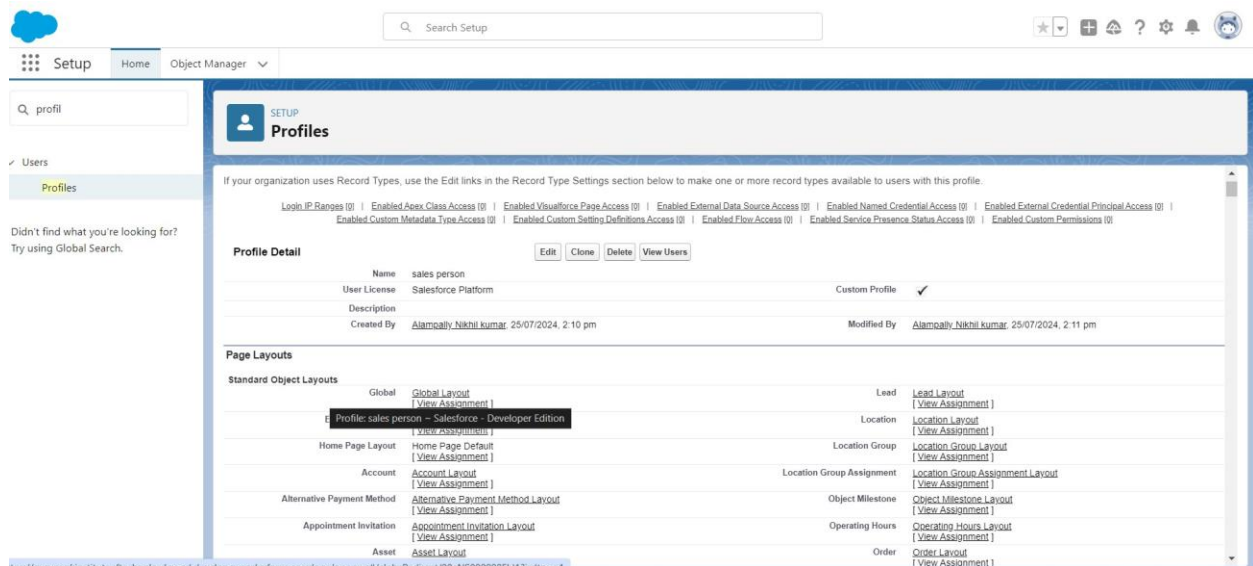 Search Setup
Setup Home Object Manager
profil
Users
Profiles
Didn't find what you're looking for?
Try using Global Search.
SETUP
Profiles
If your organization uses Record Types, use the Edit links in the Record Type Settings section below to make one or more record types available to users with this profile.
Login IP Ranges [0] | Enabled Apex Class Access [0] | Enabled Visualforce Page Access [0] | Enabled External Data Source Access [0] | Enabled Named Credential Access [0] | Enabled External Credential Principal Access [0] |
Enabled Custom Metadata Type Access [0] | Enabled Custom Setting Definitions Access [0] | Enabled Flow Access [0] | Enabled Service Presence Status Access [0] | Enabled Custom Permissions [0]
Profile Detail Edit Clone Delete View Users
Name sales person
User License Salesforce Platform Custom Profile ✓
Description
Created By Alampally Nikhil kumar, 25/07/2024, 2:10 pm Modified By Alampally Nikhil kumar, 25/07/2024, 2:11 pm
Page Layouts
Standard Object Layouts
Global Global Layout Lead Lead Layout
[ View Assignment ] [ View Assignment ]
Profile: sales person ~ Salesforce - Developer Edition Location Location Layout
[ View Assignment ] [ View Assignment ]
Home Page Layout Home Page Default Location Group Location Group Layout
[ View Assignment ] [ View Assignment ]
Account Account Layout Location Group Assignment Location Group Assignment Layout
[ View Assignment ] [ View Assignment ]
Alternative Payment Method Alternative Payment Method Layout Object Milestone Object Milestone Layout
[ View Assignment ] [ View Assignment ]
Appointment Invitation Appointment Invitation Layout Operating Hours Operating Hours Layout
[ View Assignment ] [ View Assignment ]
Asset Asset Layout Order Order Layout
[ View Assignment ]